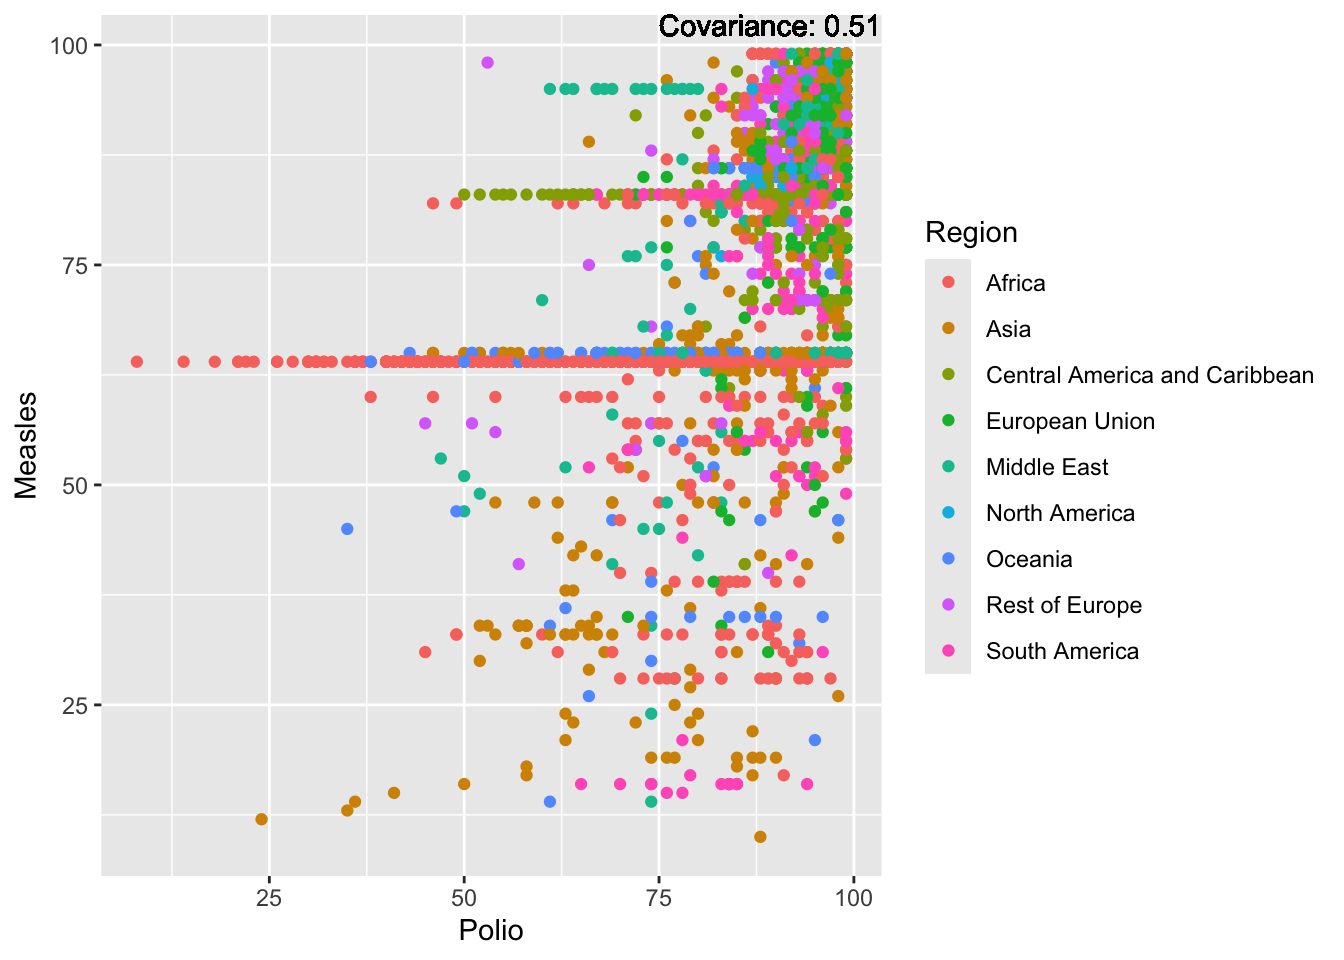 Covariance: 0.51
100
75
50
25
Measles
25
50
75
100
Polio
Region
Africa
Asia
Central America and Caribbean
European Union
Middle East
North America
Oceania
Rest of Europe
South America